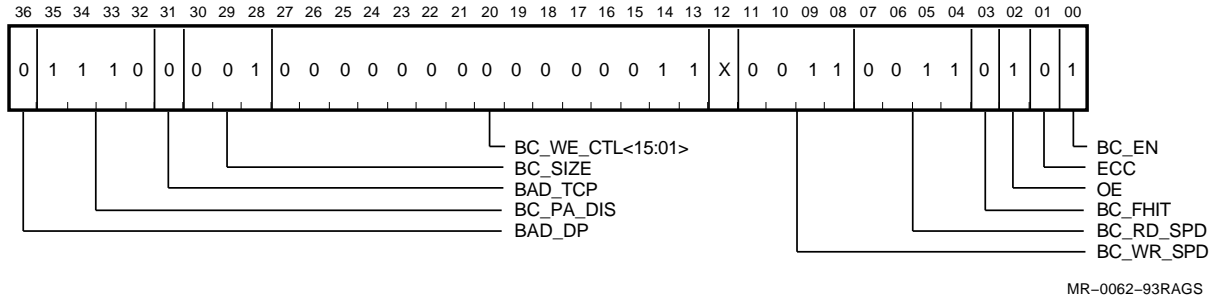 36 35 34 33 32 31 30 29 28 27 26 25 24 23 22 21 20 19 18 17 16 15 14 13 12 11 10 09 08 07 06 05 04 03 02 01 00
0 1 1 1 0 0 0 0 1 0 0 0 0 0 0 0 0 0 0 0 0 0 1 1 X 0 0 1 1 0 0 1 1 0 1 0 1
BC_WE_CTL<15:01> BC_EN
BC_SIZE ECC
BAD_TCP OE
BC_PA_DIS BC_FHIT
BAD_DP BC_RD_SPD
BC_WR_SPD
MR−0062−93RAGS